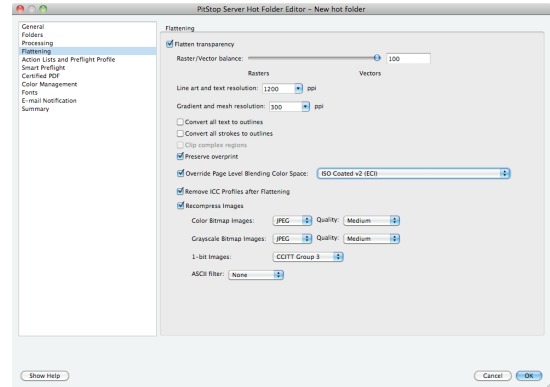 PitStop Server Hot Folder Editor - New hot folder
General
Folders
Processing
Flattening
Action Lists and Preflight Profile
Smart Preflight
Certified PDF
Color Management
Fonts
E-mail Notification
Summary
Flattening
Flatten transparency
Raster/Vector balance: 100
Rasters Vectors
Line art and text resolution: 1200 ppi
Gradient and mesh resolution: 300 ppi
Convert all text to outlines
Convert all strokes to outlines
Clip complex regions
Preserve overprint
Override Page Level Blending Color Space: ISO Coated v2 (ECI)
Remove ICC Profiles after Flattening
Recompress Images
Color Bitmap Images: JPEG Quality: Medium
Grayscale Bitmap Images: JPEG Quality: Medium
1-bit Images: CCITT Group 3
ASCII filter: None
Show Help Cancel OK